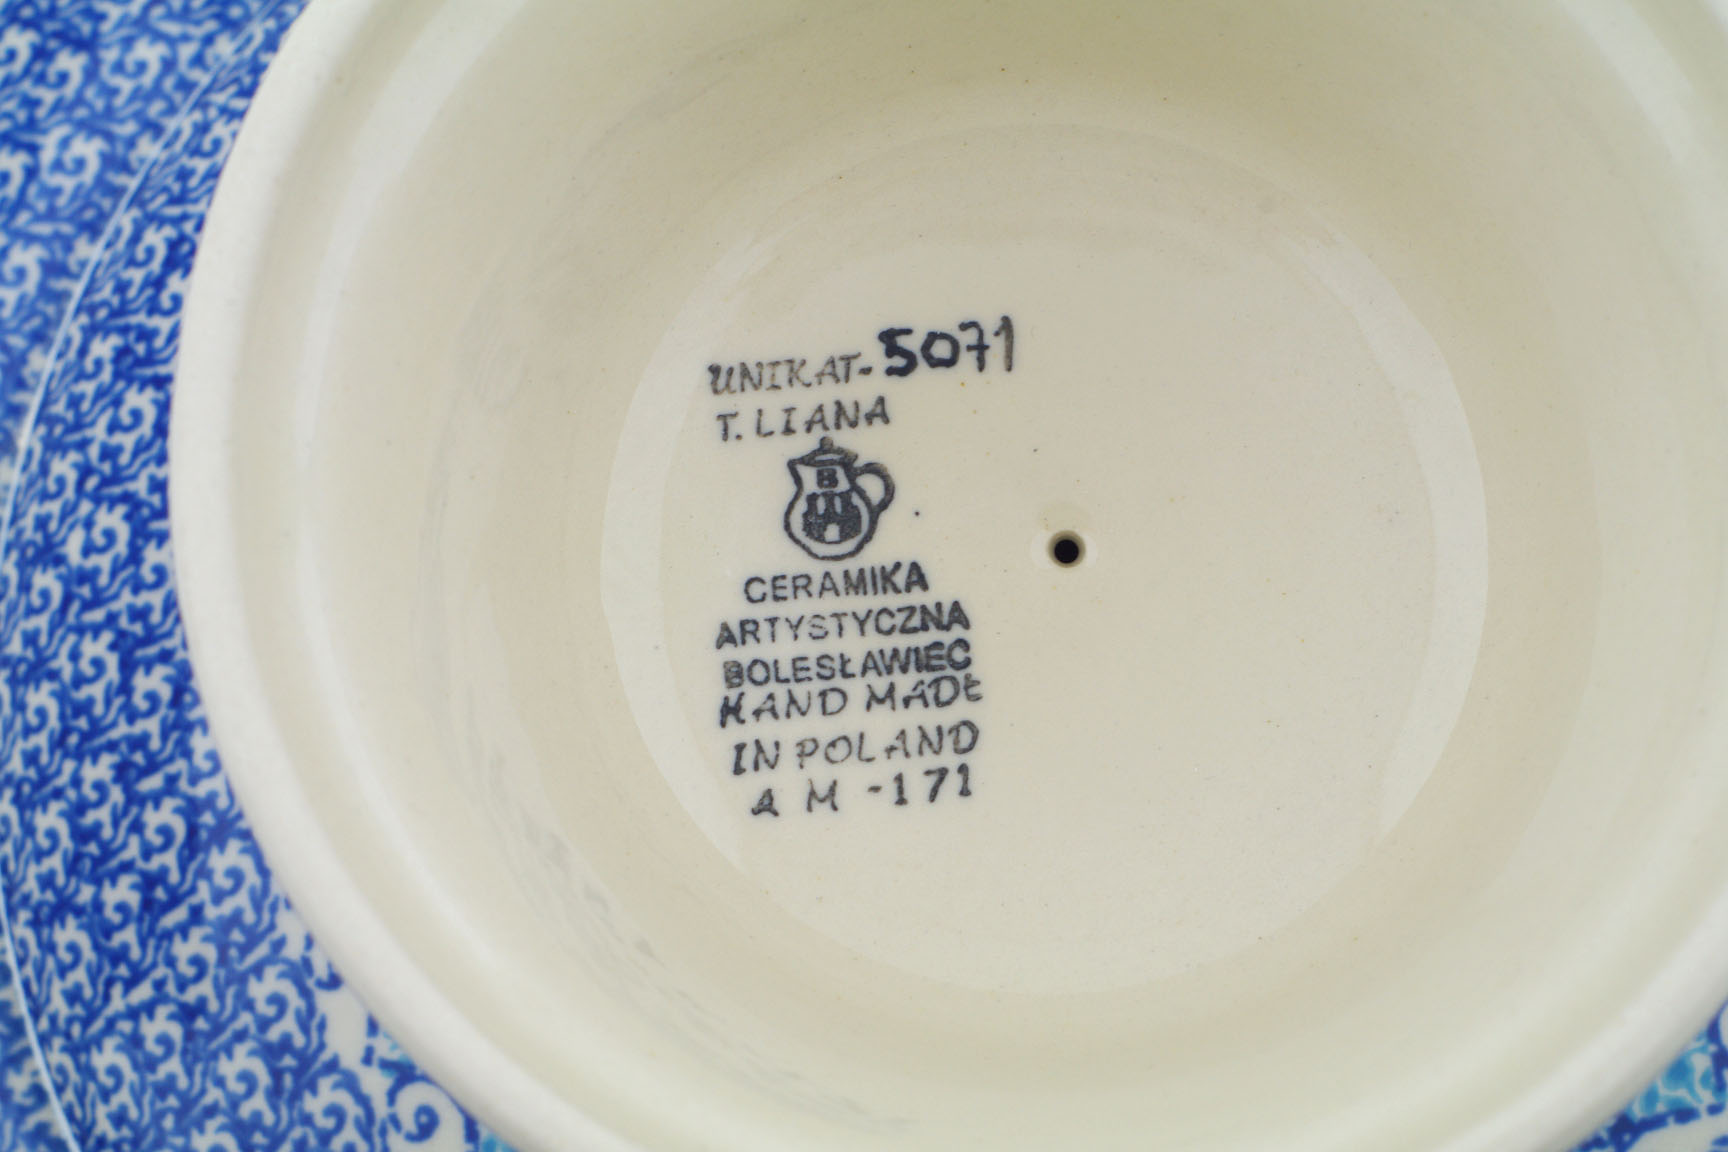 UNIKAT-5071
T. LIANA
B
CERAMIKA
ARTYSTYCZNA
BOLESŁAWIEC
HAND MADE
IN POLAND
A M -171